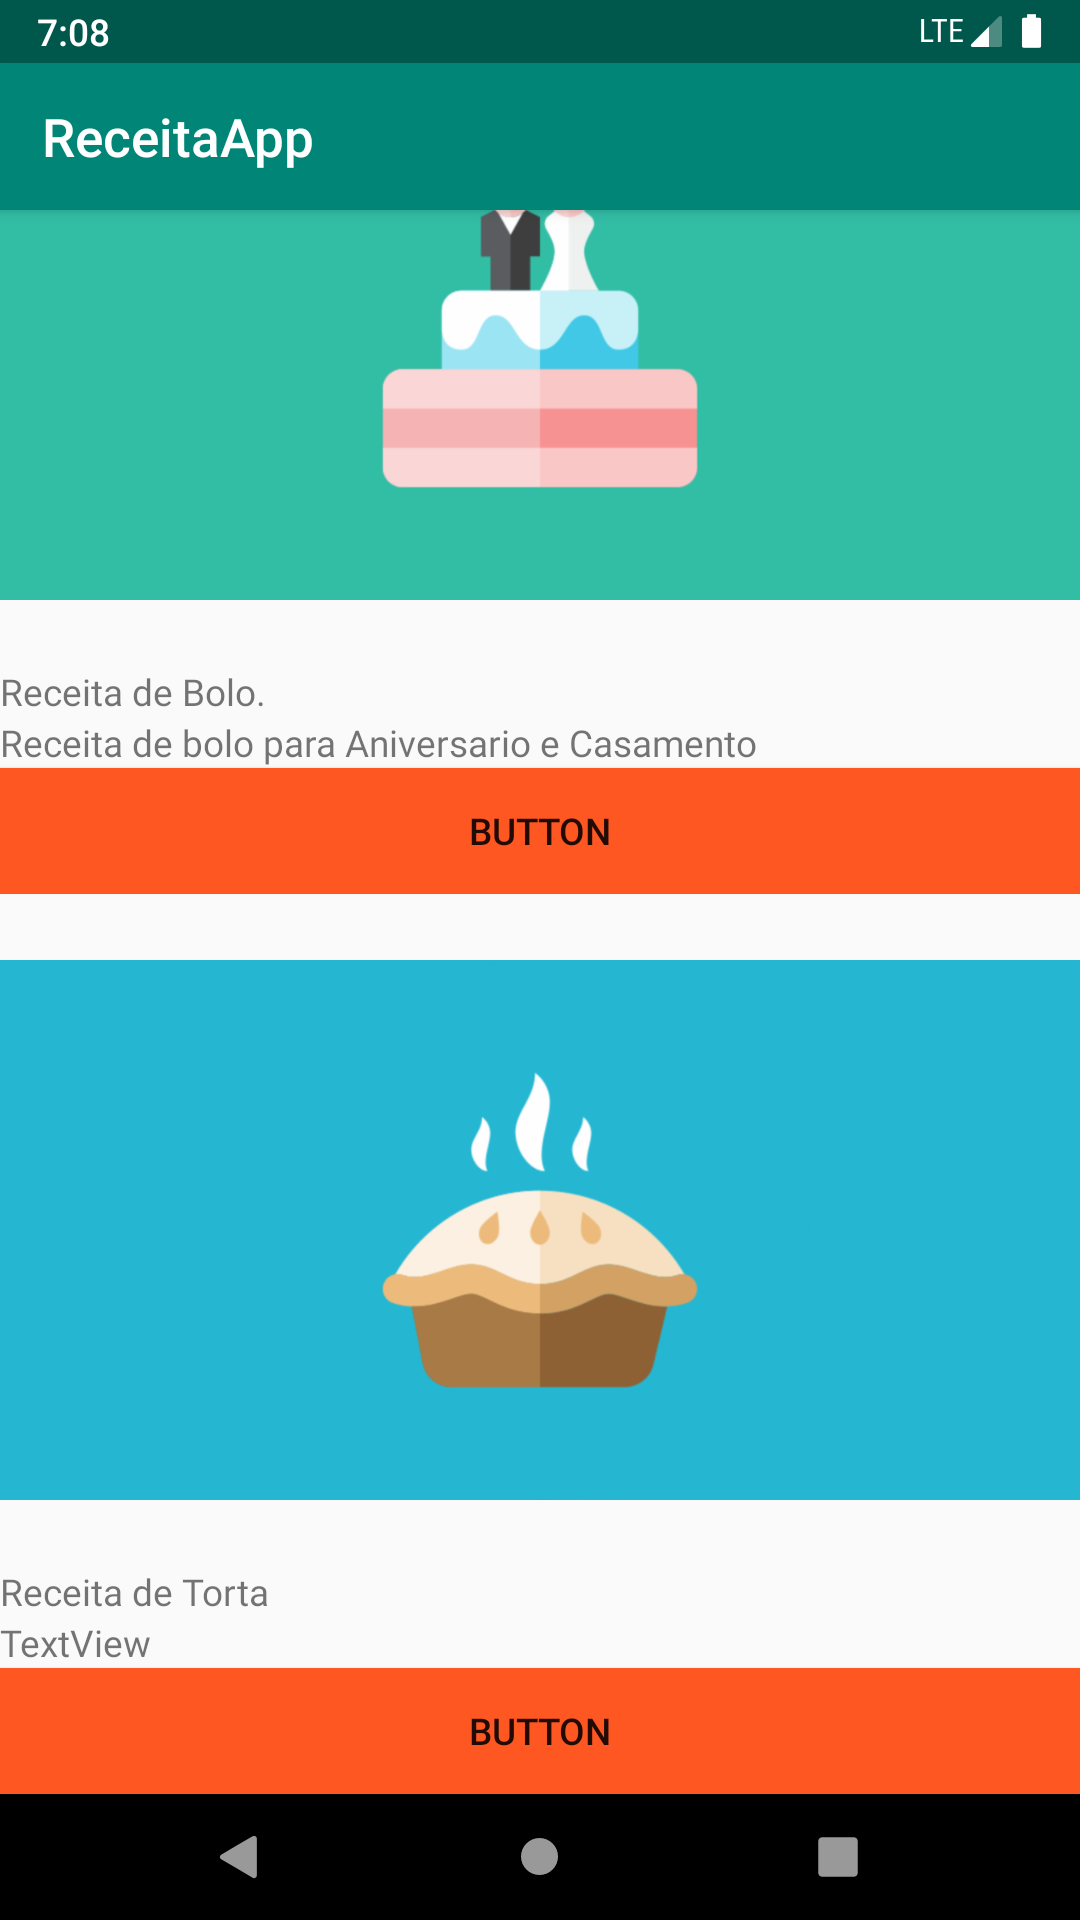 7:08 LTE
ReceitaApp
Receita de Bolo.
Receita de bolo para Aniversario e Casamento
BUTTON
Receita de Torta
TextView
BUTTON